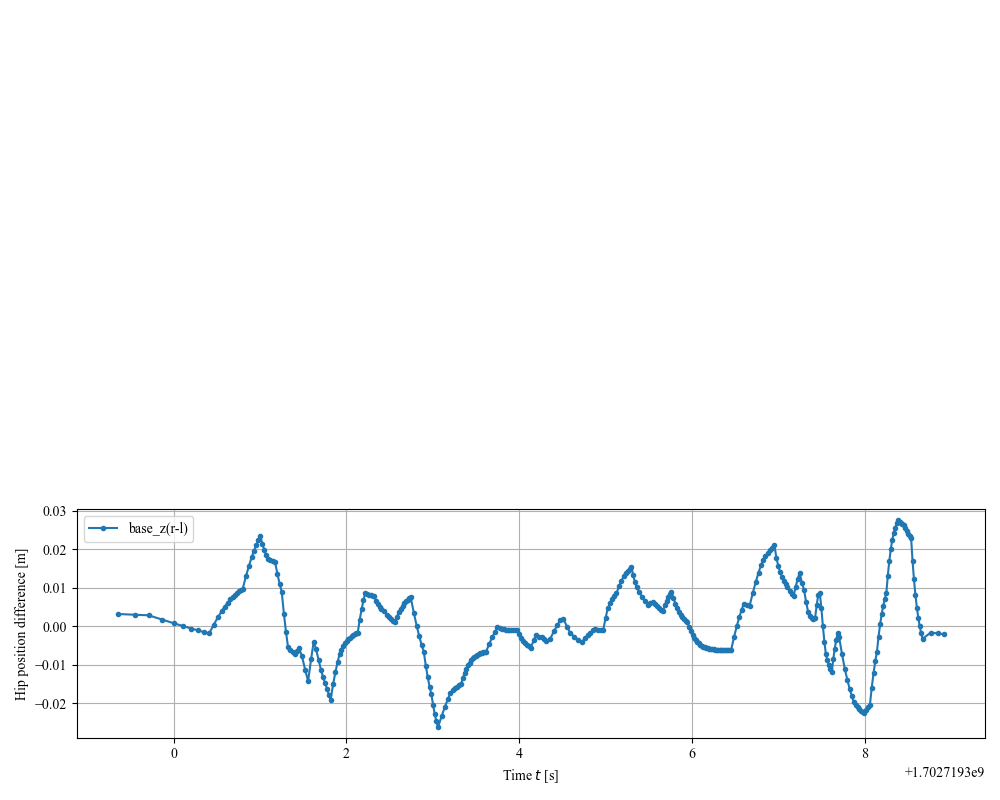 Hip position difference [m]
0.03
0.02
0.01
0.00
−0.01
−0.02
base_z(r-l)
0 2 4 6 8
Time t [s]
+1.7027193e9